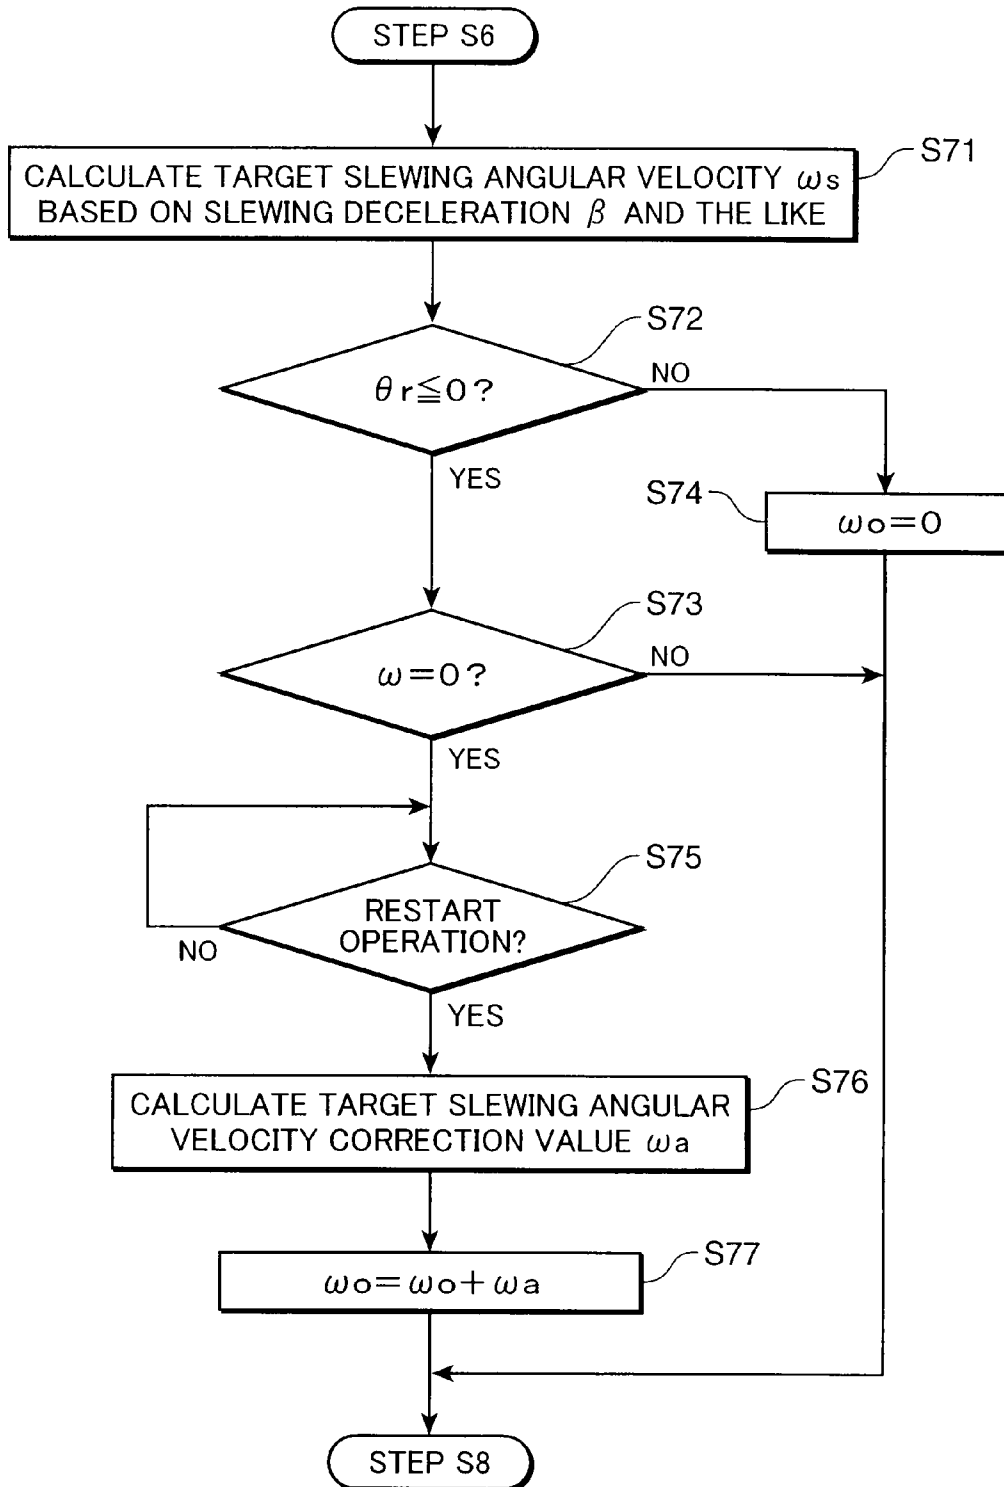 STEP S6
S71
CALCULATE TARGET SLEWING ANGULAR VELOCITY ωs
BASED ON SLEWING DECELERATION β AND THE LIKE
S72
θr≦0?
NO
YES
S74
ωo=0
S73
ω=0?
NO
YES
S75
RESTART
OPERATION?
NO
YES
S76
CALCULATE TARGET SLEWING ANGULAR
VELOCITY CORRECTION VALUE ωa
S77
ωo=ωo+ωa
STEP S8